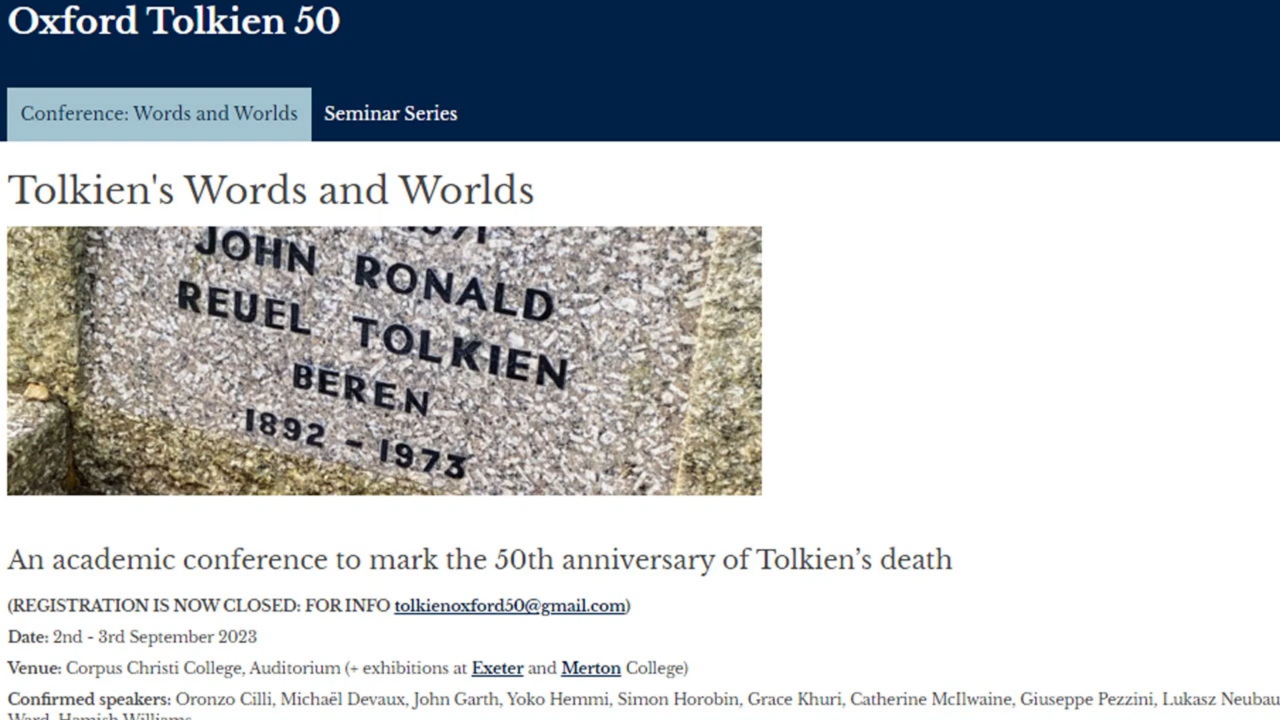 Oxford Tolkien 50
Conference: Words and Worlds Seminar Series
Tolkien's Words and Worlds
JOHN RONALD
REUEL TOLKIEN
BEREN
1892 – 1973
An academic conference to mark the 50th anniversary of Tolkien’s death
(REGISTRATION IS NOW CLOSED: FOR INFO tolkienoxford50@gmail.com)
Date: 2nd - 3rd September 2023
Venue: Corpus Christi College, Auditorium (+ exhibitions at Exeter and Merton College)
Confirmed speakers: Oronzo Cilli, Michaël Devaux, John Garth, Yoko Hemmi, Simon Horobin, Grace Khuri, Catherine McIlwaine, Giuseppe Pezzini, Lukasz Neubau
Ward, Hamish Williams